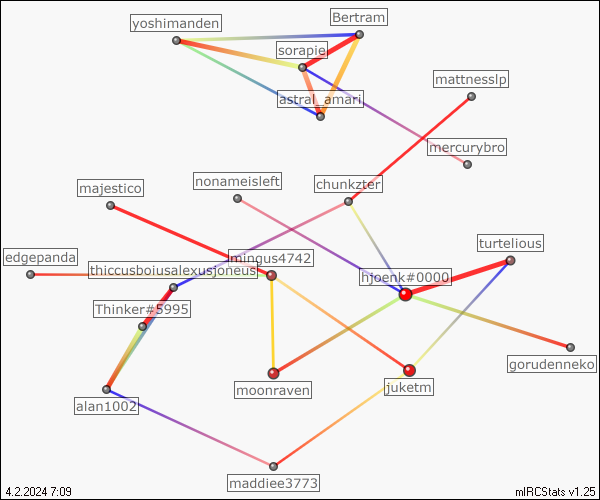 Bertram
yoshimanden
sorapie
mattnesslp
astral_amari
mercurybro
nonameisleft
chunkzter
majestico
turtelious
edgepanda
mingus4742
thiccusboiusalexusjoneus
hjoenk#0000
Thinker#5995
gorudenneko
moonraven
juketm
alan1002
maddiee3773
4.2.2024 7:09
mIRCStats v1.25